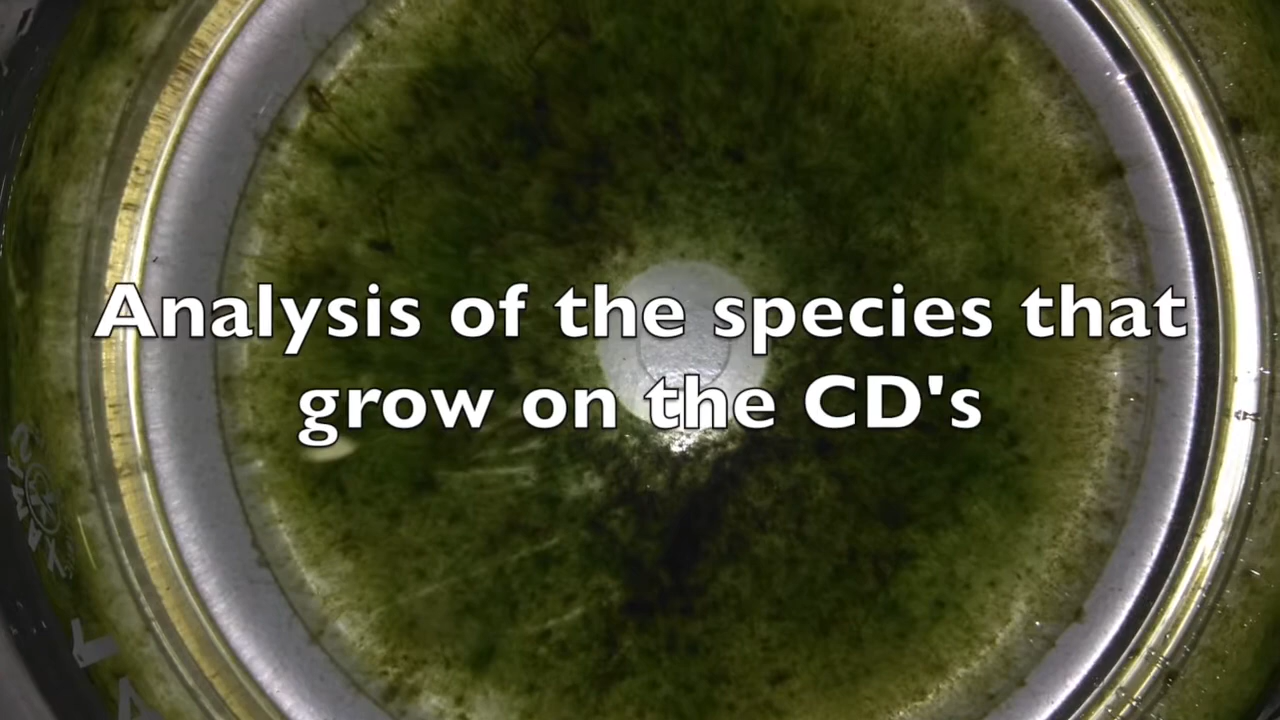 Analysis of the species that
grow on the CD's